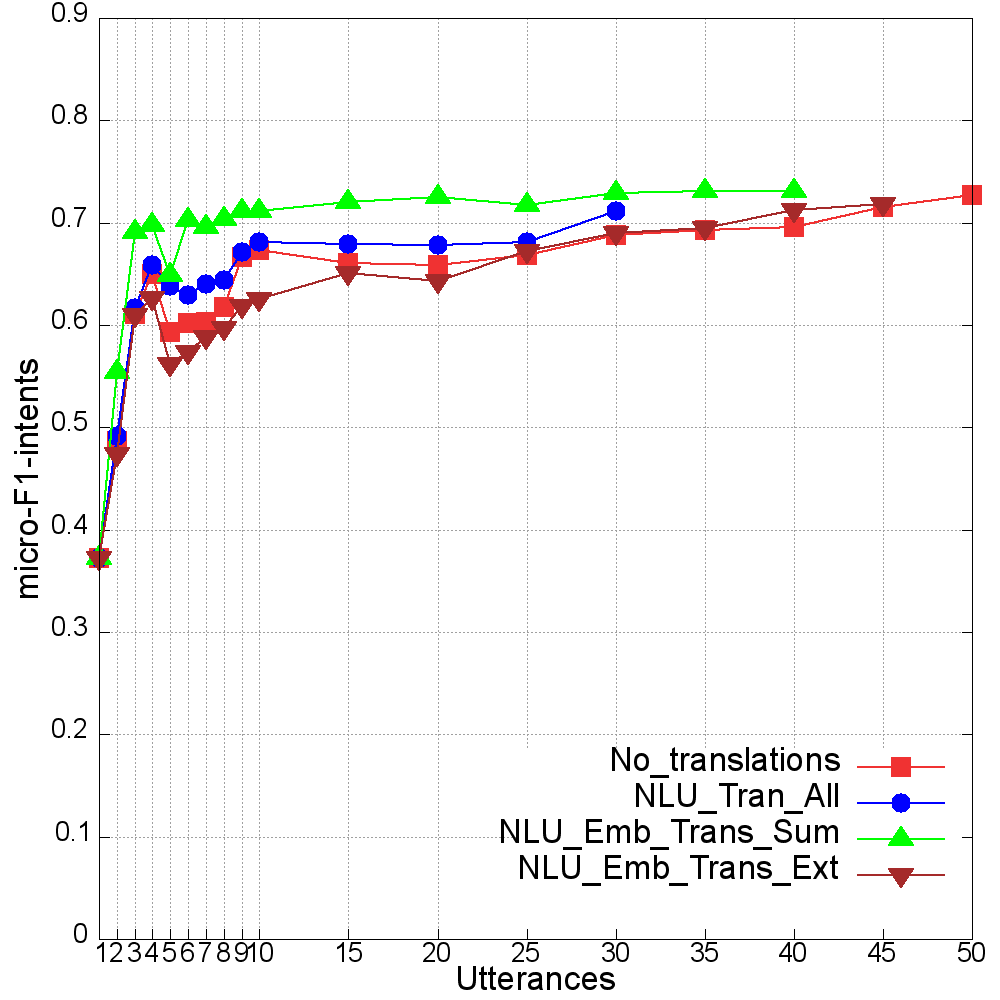 0.9
0.8
0.7
0.6
0.5
0.4
0.3
0.2
0.1
0
micro-F1-intents
No_translations
NLU_Tran_All
NLU_Emb_Trans_Sum
NLU_Emb_Trans_Ext
1 2 3 4 5 6 7 8 9 10 15 20 25 30 35 40 45 50
Utterances